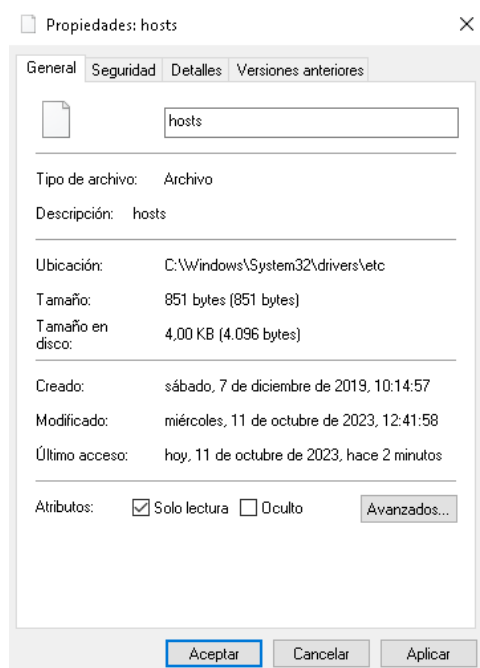 Propiedades: hosts
General Seguridad Detalles Versiones anteriores
hosts
Tipo de archivo: Archivo
Descripción: hosts
Ubicación: C:\Windows\System32\drivers\etc
Tamaño: 851 bytes (851 bytes)
Tamaño en disco: 4,00 KB (4.096 bytes)
Creado: sábado, 7 de diciembre de 2019, 10:14:57
Modificado: miércoles, 11 de octubre de 2023, 12:41:58
Último acceso: hoy, 11 de octubre de 2023, hace 2 minutos
Atributos: Solo lectura Oculto Avanzados...
Aceptar Cancelar Aplicar